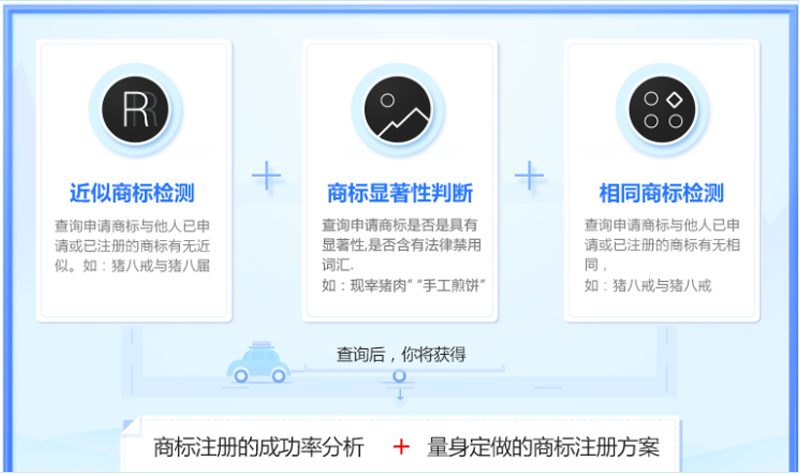 近似商标检测
查询申请商标与他人已申
请或已注册的商标有无近
似。如：猪八戒与猪八届
+
商标显著性判断
查询申请商标是否是具有
显著性,是否含有法律禁用
词汇.
如：现宰猪肉” “手工煎饼”
+
相同商标检测
查询申请商标与他人已申
请或已注册的商标有无相
同，
如：猪八戒与猪八戒
查询后，你将获得
商标注册的成功率分析 + 量身定做的商标注册方案